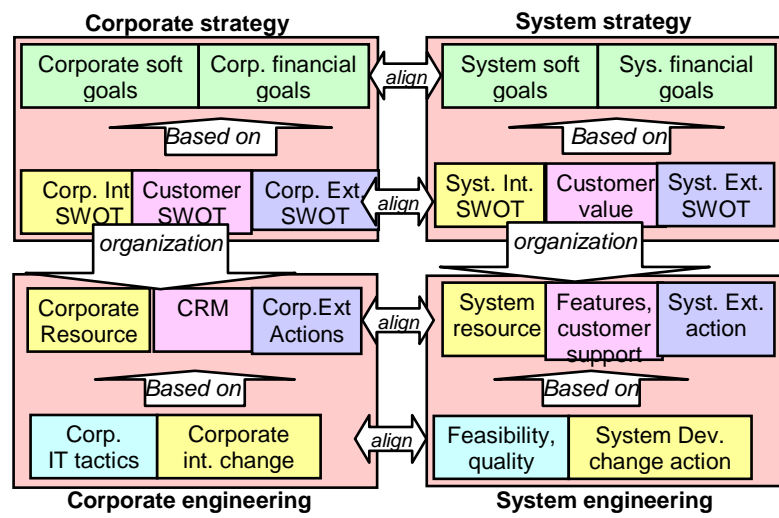 Corporate strategy
System strategy
Corporate soft
goals
Corp. financial
goals
align
System soft
goals
Sys. financial
goals
Based on
Based on
Corp. Int
SWOT
Customer
SWOT
Corp. Ext.
SWOT
align
Syst. Int.
SWOT
Customer
value
Syst. Ext.
SWOT
organization
organization
Corporate
Resource
CRM
Corp.Ext
Actions
align
System
resource
Features,
customer
support
Syst. Ext.
action
Based on
Based on
Corp.
IT tactics
Corporate
int. change
align
Feasibility,
quality
System Dev.
change action
Corporate engineering
System engineering